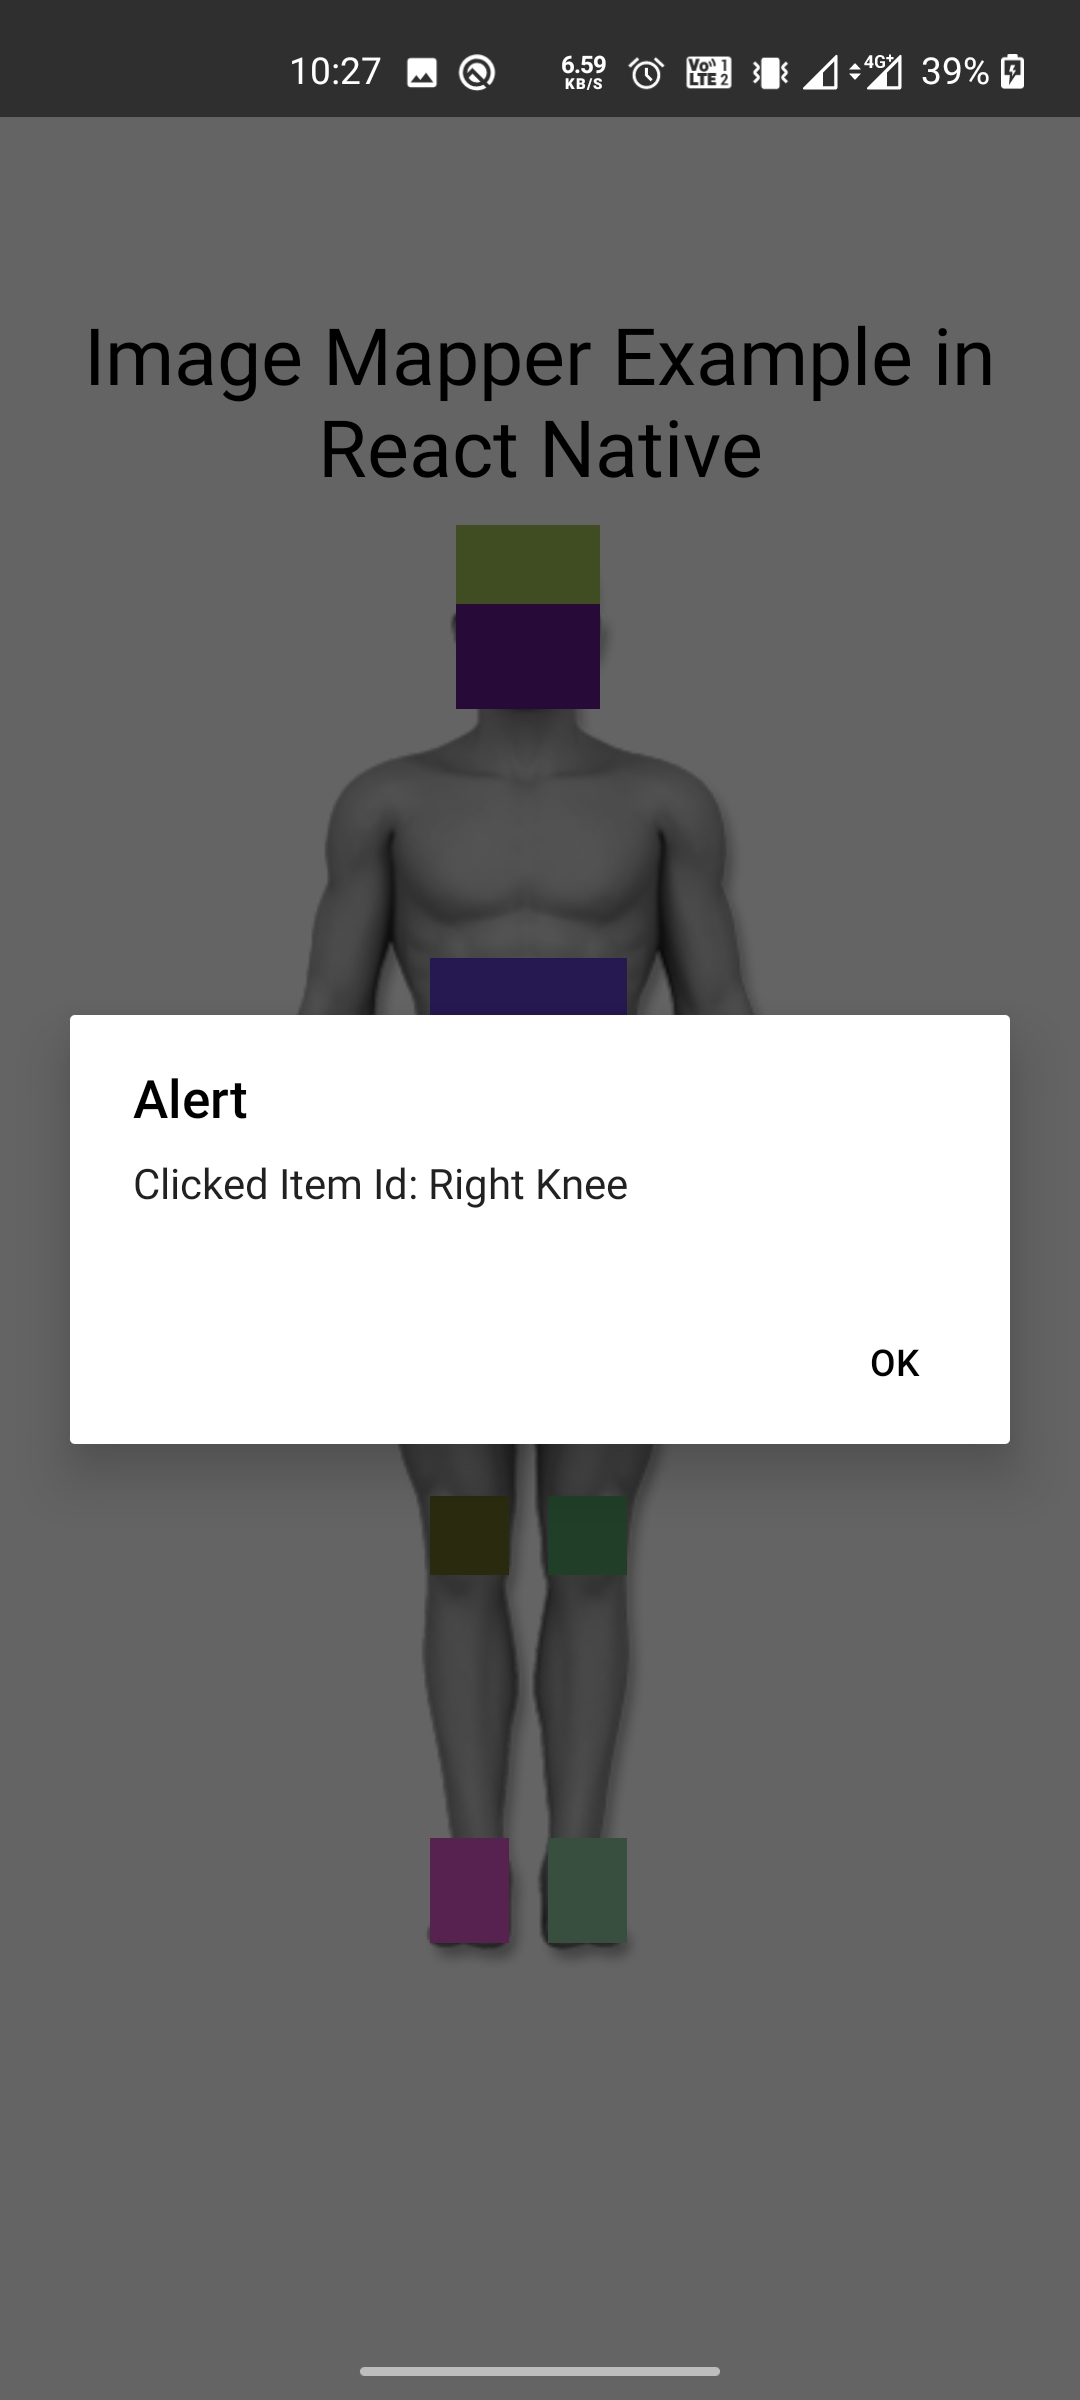 10:27 6.59 KB/S Vo 1 LTE 2 4G+ 39%
Image Mapper Example in
React Native
Alert
Clicked Item Id: Right Knee
OK